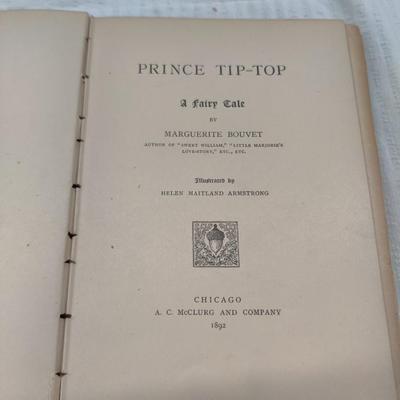 PRINCE TIP-TOP
A Fairy Tale
BY
MARGUERITE BOUVET
AUTHOR OF "SWEET WILLIAM," "LITTLE MARJORIE'S
LOVE-STORY," ETC., ETC.
Illustrated by
HELEN MAITLAND ARMSTRONG
CHICAGO
A. C. McCLURG AND COMPANY
1892